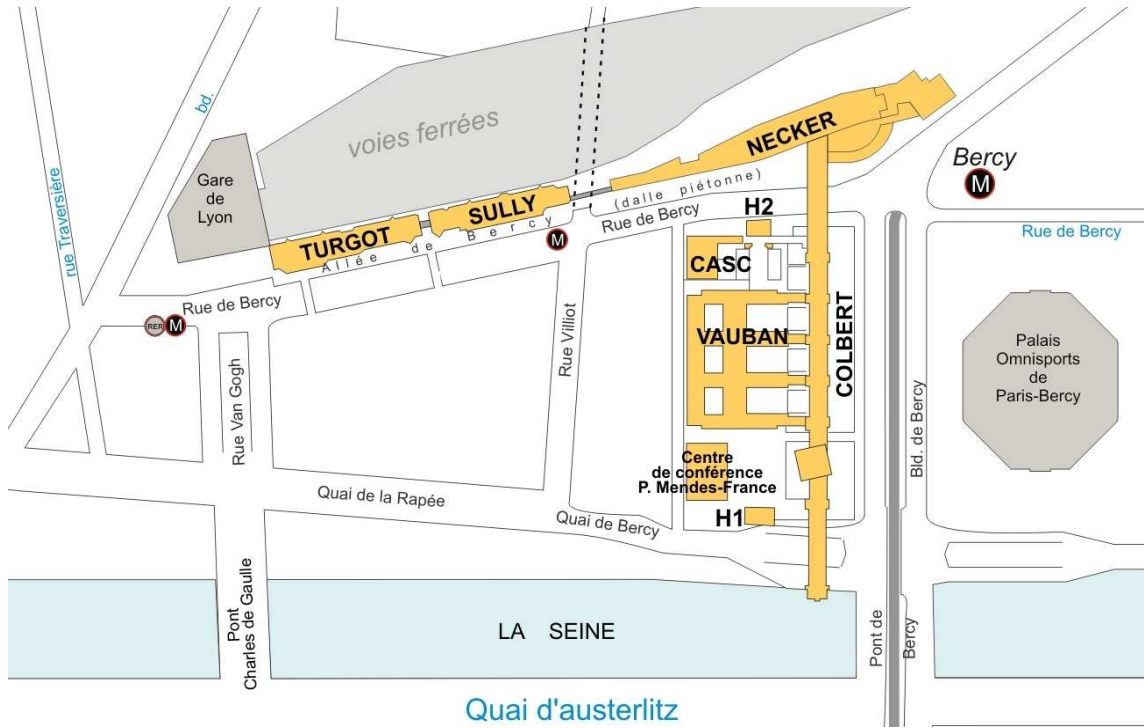 bd.
rue Traversière
voies ferrées
Gare
de
Lyon
NECKER
Bercy
M
(dalle piétonne)
SULLY
TURGOT
Allée de Bercy
M
Rue de Bercy
H2
Rue de Bercy
CASC
Rue de Bercy
RER M
VAUBAN
COLBERT
Rue Villiot
Rue Van Gogh
Palais
Omnisports
de
Paris-Bercy
Bld. de Bercy
Centre
de conférence
P. Mendes-France
Quai de la Rapée
H1
Quai de Bercy
Pont
Charles de Gaulle
LA SEINE
Pont de
Bercy
Quai d'austerlitz